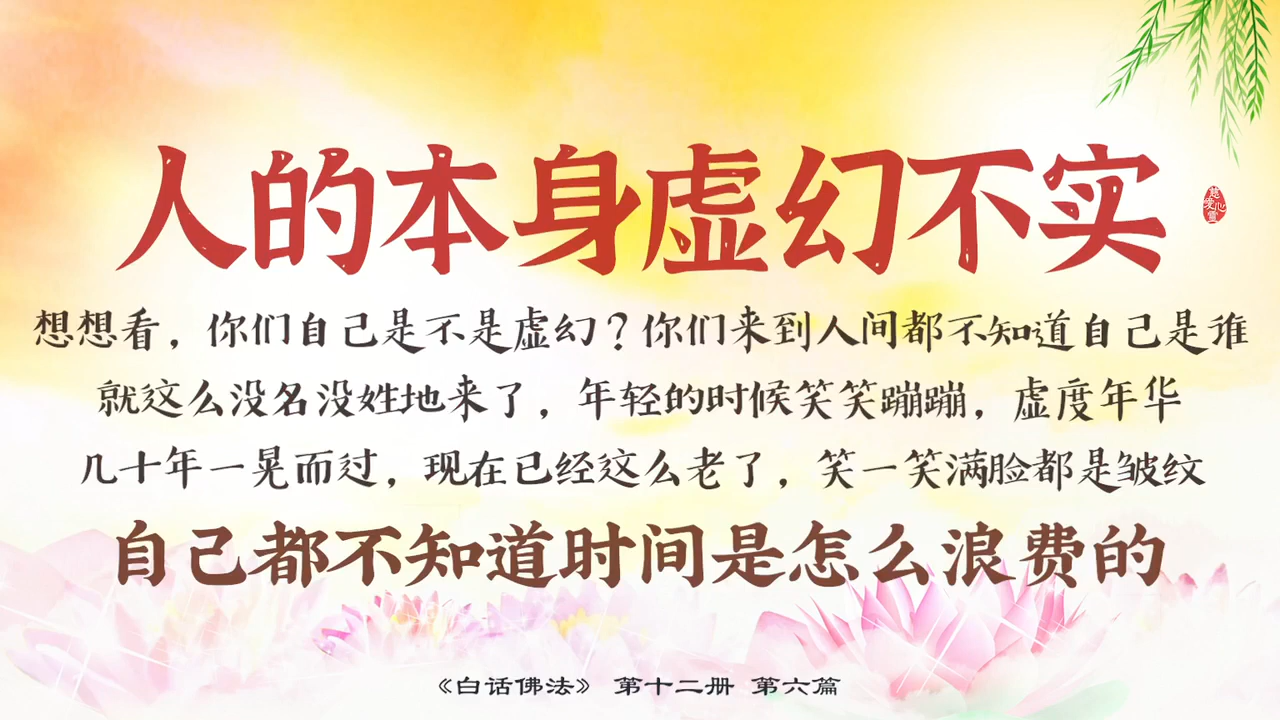 人的本身虚幻不实
想想看，你们自己是不是虚幻？你们来到人间都不知道自己是谁
就这么没名没姓地来了，年轻的时候笑笑蹦蹦，虚度年华
几十年一晃而过，现在已经这么老了，笑一笑满脸都是皱纹
自己都不知道时间是怎么浪费的
《白话佛法》 第十二册 第六篇